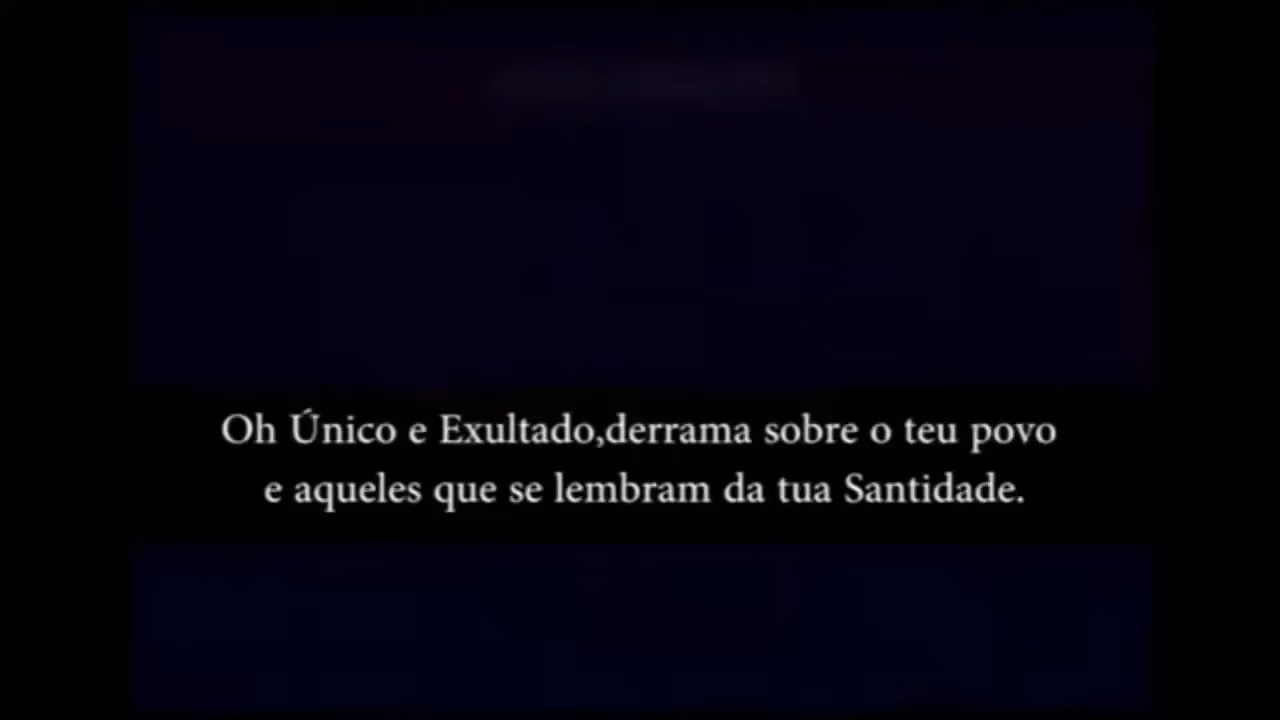 Oh Único e Exultado,derrama sobre o teu povo
e aqueles que se lembram da tua Santidade.